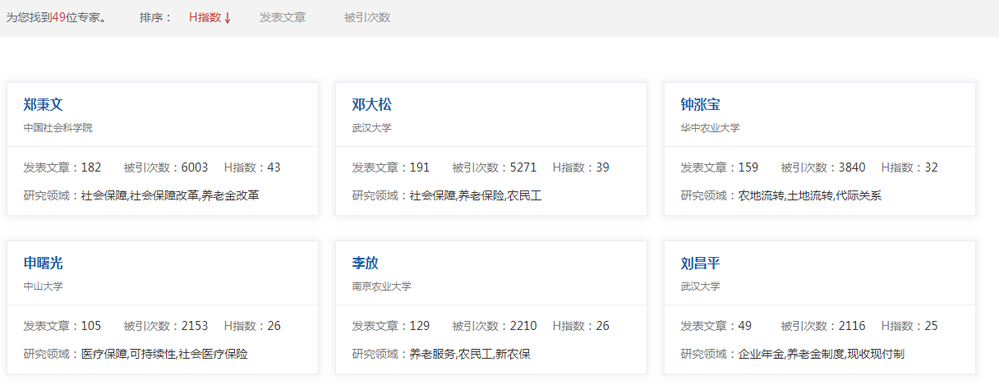 为您找到49位专家。 排序： H指数↓ 发表文章 被引次数
郑秉文
中国社会科学院
发表文章：182 被引次数：6003 H指数：43
研究领域：社会保障,社会保障改革,养老金改革
邓大松
武汉大学
发表文章：191 被引次数：5271 H指数：39
研究领域：社会保障,养老保险,农民工
钟涨宝
华中农业大学
发表文章：159 被引次数：3840 H指数：32
研究领域：农地流转,土地流转,代际关系
申曙光
中山大学
发表文章：105 被引次数：2153 H指数：26
研究领域：医疗保障,可持续性,社会医疗保险
李放
南京农业大学
发表文章：129 被引次数：2210 H指数：26
研究领域：养老服务,农民工,新农保
刘昌平
武汉大学
发表文章：49 被引次数：2116 H指数：25
研究领域：企业年金,养老金制度,现收现付制